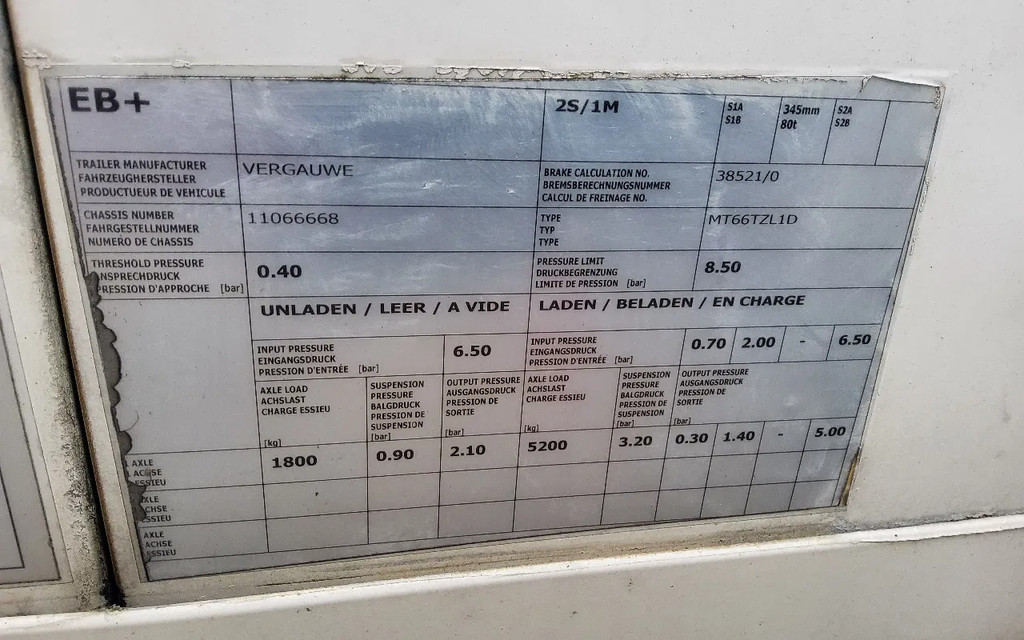 EB+
2S/1M
S1A
S1B
345mm
80t
S2A
S2B
TRAILER MANUFACTURER
FAHRZEUGHERSTELLER
PRODUCTUEUR DE VEHICULE
VERGAUWE
BRAKE CALCULATION NO.
BREMSBERECHNUNGSNUMMER
CALCUL DE FREINAGE NO.
38521/0
CHASSIS NUMBER
FAHRGESTELLNUMMER
NUMERO DE CHASSIS
11066668
TYPE
TYP
TYPE
MT66TZL1D
THRESHOLD PRESSURE
ANSPRECHDRUCK
PRESSION D'APPROCHE [bar]
0.40
PRESSURE LIMIT
DRUCKBEGRENZUNG
LIMITE DE PRESSION [bar]
8.50
UNLADEN / LEER / A VIDE
LADEN / BELADEN / EN CHARGE
INPUT PRESSURE
EINGANGSDRUCK
PRESSION D'ENTRÉE [bar]
6.50
INPUT PRESSURE
EINGANGSDRUCK
PRESSION D'ENTRÉE [bar]
0.70 2.00 - 6.50
AXLE LOAD
ACHSLAST
CHARGE ESSIEU
[kg]
SUSPENSION
PRESSURE
BALGDRUCK
PRESSION DE
SUSPENSION
[bar]
OUTPUT PRESSURE
AUSGANGSDRUCK
PRESSION DE
SORTIE
[bar]
AXLE LOAD
ACHSLAST
CHARGE ESSIEU
[kg]
SUSPENSION
PRESSURE
BALGDRUCK
PRESSION DE
SUSPENSION
[bar]
OUTPUT PRESSURE
AUSGANGSDRUCK
PRESSION DE
SORTIE
[bar]
AXLE
ACHSE
ESSIEU
1800 0.90 2.10 5200 3.20 0.30 1.40 - 5.00
AXLE
ACHSE
ESSIEU
AXLE
ACHSE
ESSIEU